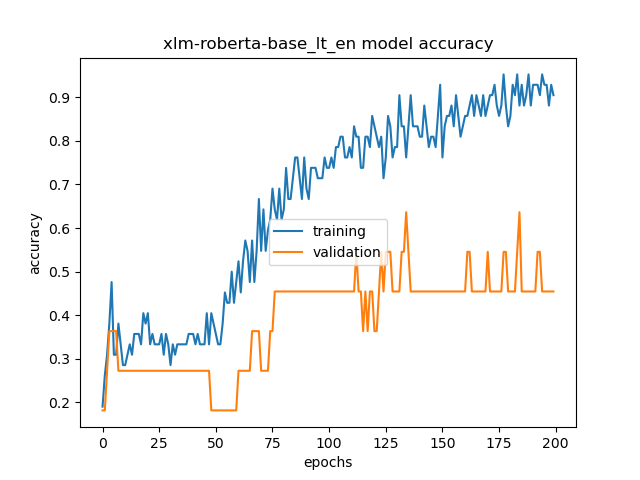 xlm-roberta-base_lt_en model accuracy
accuracy
0.9
0.8
0.7
0.6
0.5
0.4
0.3
0.2
training
validation
0 25 50 75 100 125 150 175 200
epochs